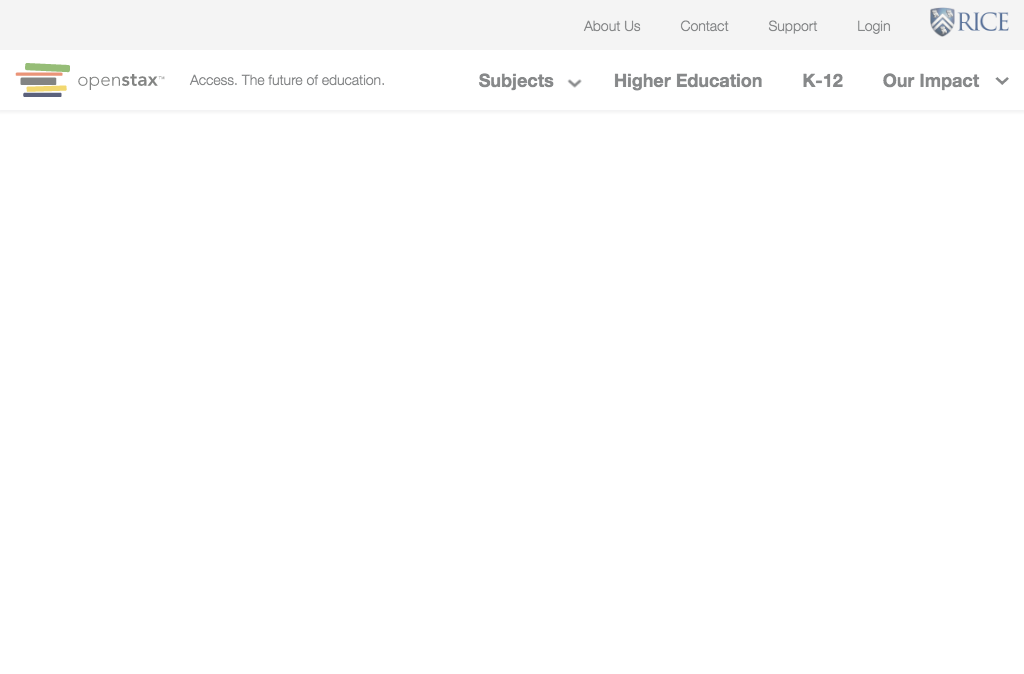 About Us Contact Support Login RICE
openstax™ Access. The future of education. Subjects Higher Education K-12 Our Impact